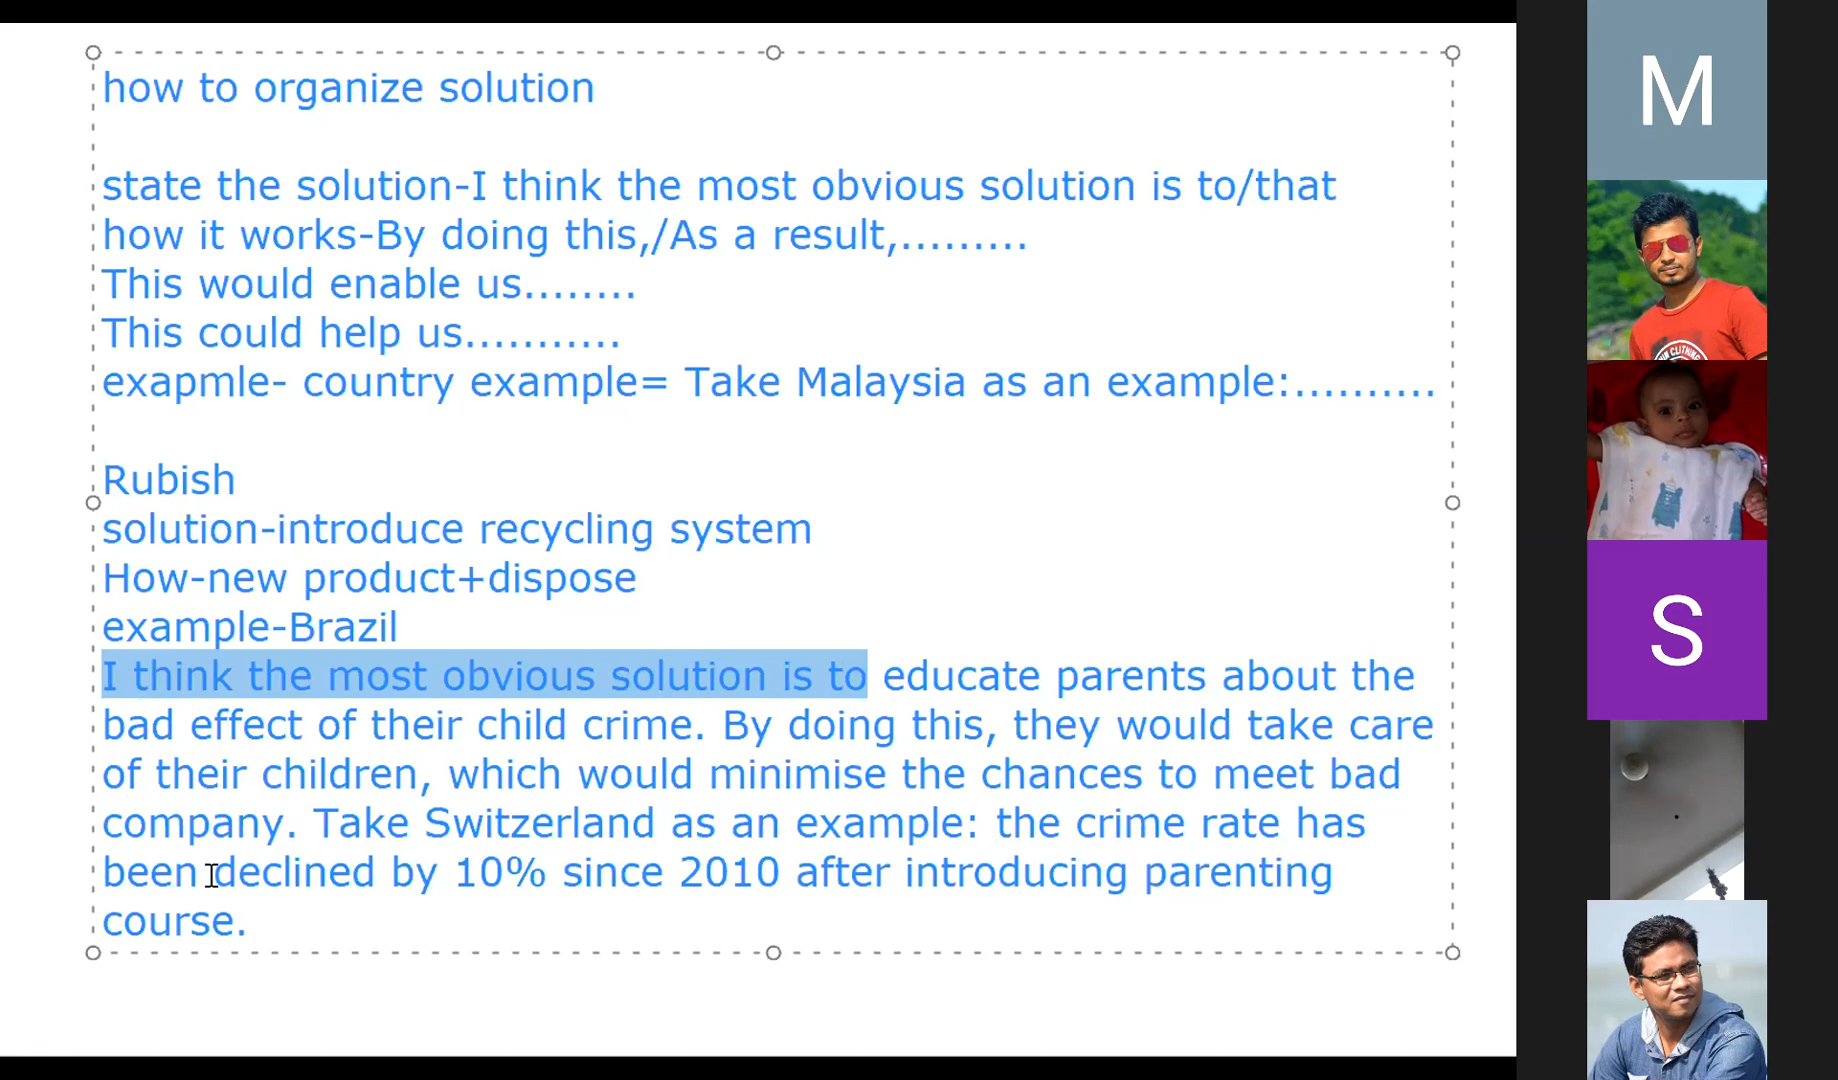 how to organize solution
state the solution-I think the most obvious solution is to/that
how it works-By doing this,/As a result,.........
This would enable us........
This could help us...........
exapmle- country example= Take Malaysia as an example:..........
Rubish
solution-introduce recycling system
How-new product+dispose
example-Brazil
I think the most obvious solution is to educate parents about the
bad effect of their child crime. By doing this, they would take care
of their children, which would minimise the chances to meet bad
company. Take Switzerland as an example: the crime rate has
been declined by 10% since 2010 after introducing parenting
course.
M
CLITHING
S